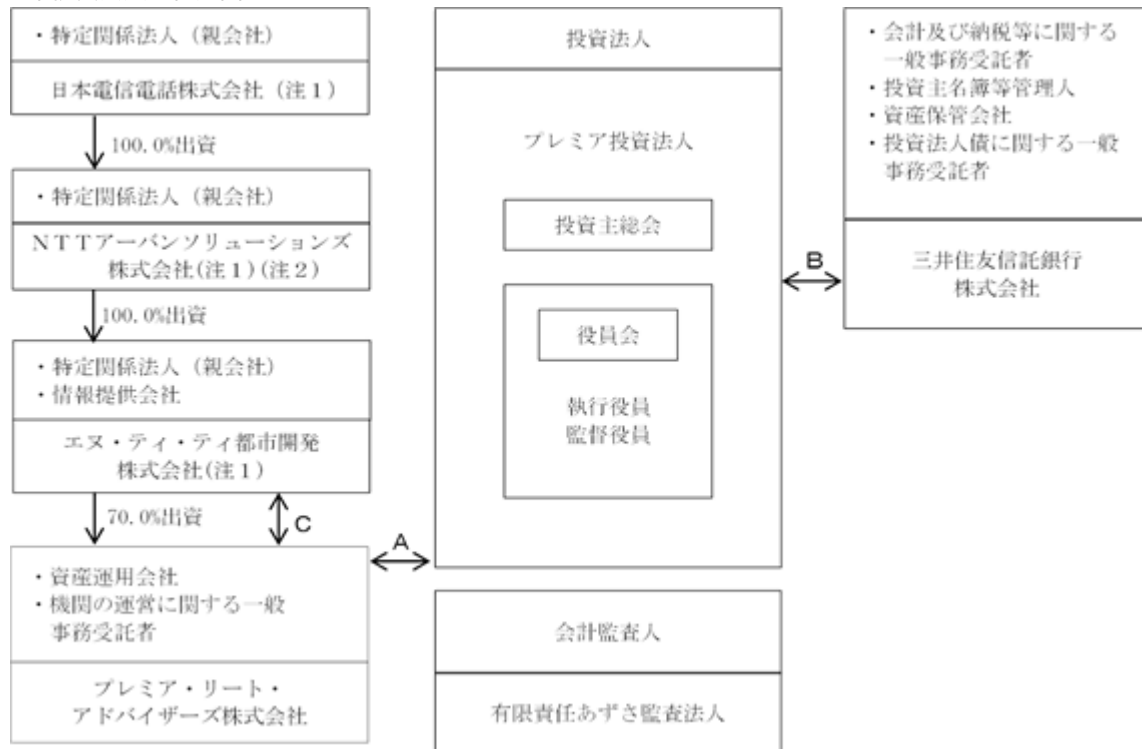 ・特定関係法人（親会社）
日本電信電話株式会社（注１）
100.0%出資
・特定関係法人（親会社）
ＮＴＴアーバンソリューションズ
株式会社(注１)(注２)
100.0%出資
・特定関係法人（親会社）
・情報提供会社
エヌ・ティ・ティ都市開発
株式会社(注１)
70.0%出資
C
・資産運用会社
・機関の運営に関する一般
事務受託者
プレミア・リート・
アドバイザーズ株式会社
A
投資法人
プレミア投資法人
投資主総会
役員会
執行役員
監督役員
会計監査人
有限責任あずさ監査法人
B
・会計及び納税等に関する
一般事務受託者
・投資主名簿等管理人
・資産保管会社
・投資法人債に関する一般
事務受託者
三井住友信託銀行
株式会社